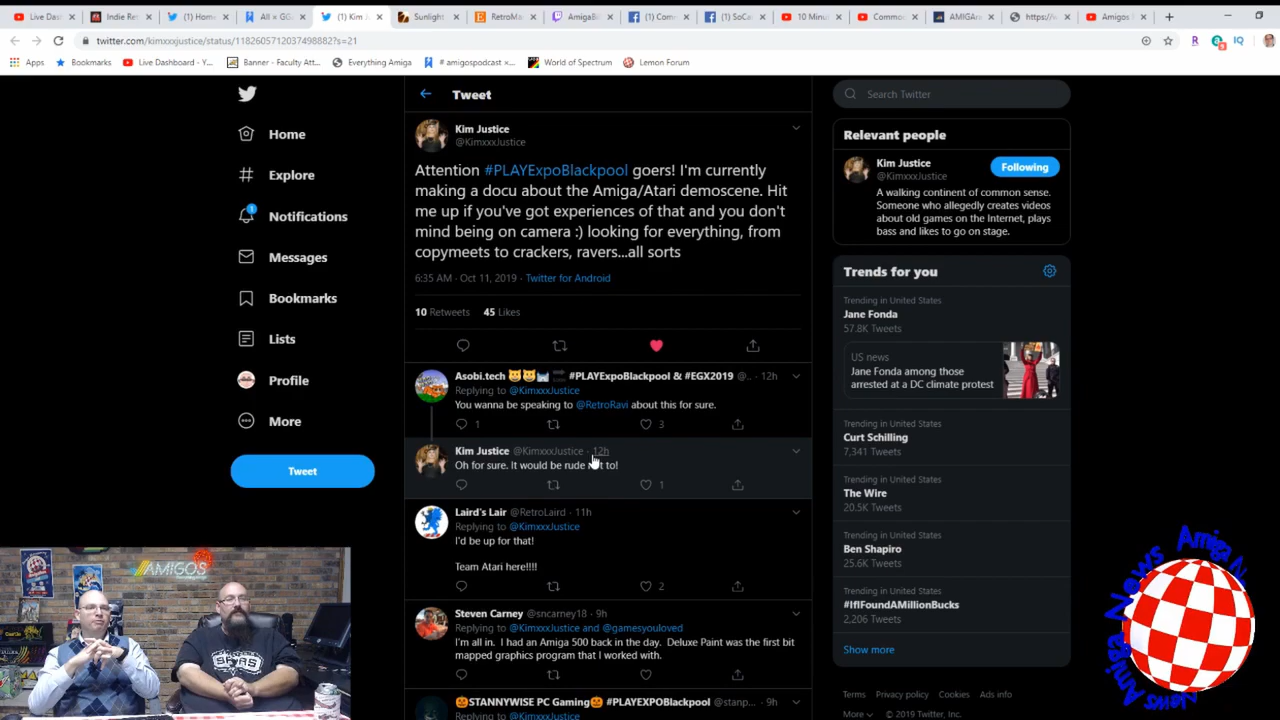 Live Das
Indie Ret
(1) Hom
All × GG
(1) Kim J
Sunlight
RetroMa
AmigaB
(1) Com
(1) SoCa
10 Minut
Commo
AMIGAr
https://w
Amigos
twitter.com/kimxxxjustice/status/1182605712037498882?s=21
Apps
Bookmarks
Live Dashboard - Y...
Banner - Faculty Att...
Everything Amiga
# amigospodcast ×...
World of Spectrum
Lemon Forum
Home
Explore
1
Notifications
Messages
Bookmarks
Lists
Profile
More
Tweet
Tweet
Kim Justice
@KimxxxJustice
Attention #PLAYExpoBlackpool goers! I'm currently
making a docu about the Amiga/Atari demoscene. Hit
me up if you've got experiences of that and you don't
mind being on camera :) looking for everything, from
copymeets to crackers, ravers...all sorts
6:35 AM · Oct 11, 2019 · Twitter for Android
10 Retweets 45 Likes
Asobi.tech #PLAYExpoBlackpool & #EGX2019 @.. · 12h
Replying to @KimxxxJustice
You wanna be speaking to @RetroRavi about this for sure.
1 3
Kim Justice @KimxxxJustice · 12h
Oh for sure. It would be rude not to!
1
Laird's Lair @RetroLaird · 11h
Replying to @KimxxxJustice
I'd be up for that!
Team Atari here!!!!
2
Steven Carney @sncarney18 · 9h
Replying to @KimxxxJustice and @gamesyouloved
I'm all in. I had an Amiga 500 back in the day. Deluxe Paint was the first bit
mapped graphics program that I worked with.
STANNYWISE PC Gaming #PLAYEXPOBLACKPOOL @stanp... · 9h
Replying to @KimxxxJustice
Search Twitter
Relevant people
Kim Justice
@KimxxxJustice
Following
A walking continent of common sense.
Someone who allegedly creates videos
about old games on the Internet, plays
bass and likes to go on stage.
Trends for you
Trending in United States
Jane Fonda
57.8K Tweets
US news
Jane Fonda among those
arrested at a DC climate protest
Trending in United States
Curt Schilling
7,341 Tweets
Trending in United States
The Wire
20.5K Tweets
Trending in United States
Ben Shapiro
25.6K Tweets
Trending in United States
#IfIFoundAMillionBucks
2,206 Tweets
Show more
Terms Privacy policy Cookies Ads info
More © 2019 Twitter, Inc.
AMIGOS
SPURS
Amiga News Amiga News